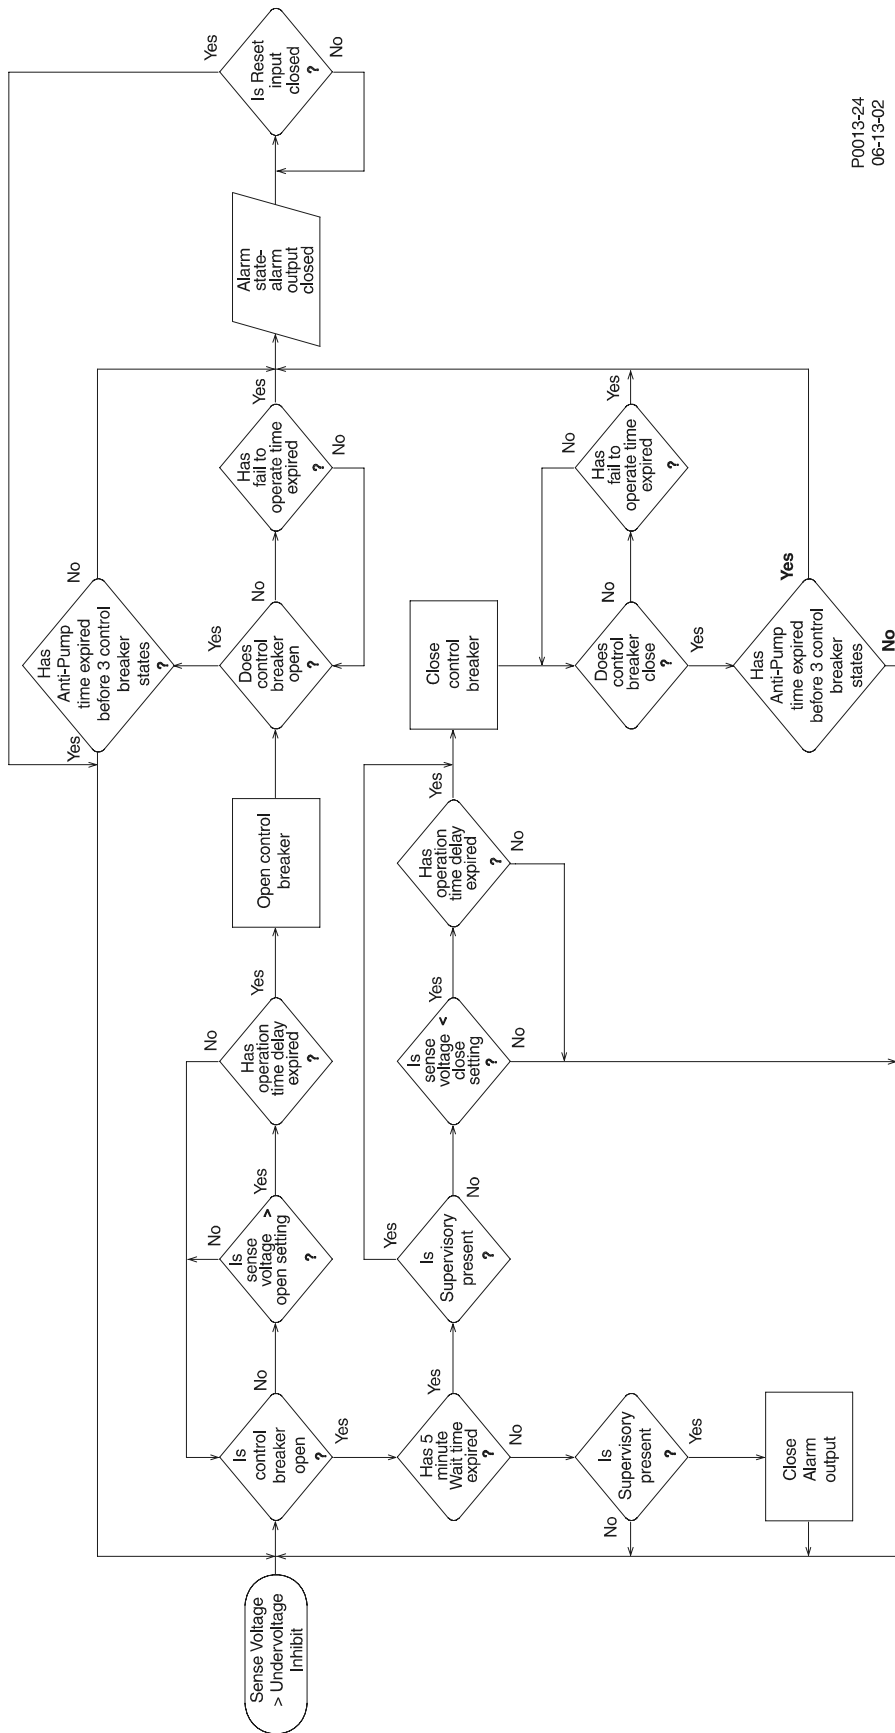 Sense Voltage
> Undervoltage
Inhibit
Is
control
breaker
open
?
No
Yes
Is
sense
voltage >
open setting
?
No
Yes
Has
operation
time delay
expired
?
No
Yes
Open control
breaker
Does
control
breaker
open
?
Yes
No
Has
Anti-Pump
time expired
before 3 control
breaker
states
?
Yes
No
Has
fail to
operate time
expired
?
Yes
No
Alarm
state-
alarm
output
closed
Is Reset
input
closed
?
Yes
No
Has 5
minute
Wait time
expired
?
Yes
No
Is
Supervisory
present
?
Yes
No
Is
sense
voltage <
close
setting
?
Yes
No
Has
operation
time delay
expired
?
Yes
No
Close
control
breaker
Does
control
breaker
close
?
No
Yes
Has
fail to
operate time
expired
?
No
Yes
Has
Anti-Pump
time expired
before 3 control
breaker
states
?
Yes
No
Is
Supervisory
present
?
No
Yes
Close
Alarm
output
P0013-24
06-13-02